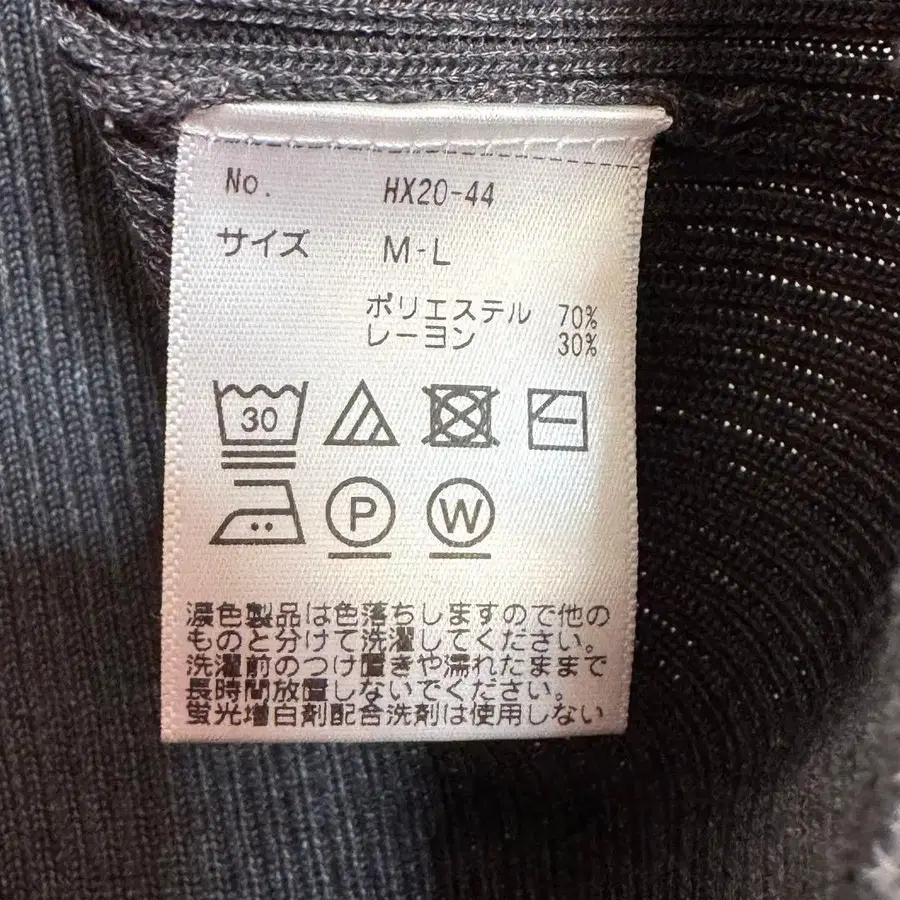 No. HX20-44
サイズ M-L
ポリエステル 70%
レーヨン 30%
30
P W
濃色製品は色落ちしますので他の
ものと分けて洗濯してください。
洗濯前のつけ置きや濡れたままで
長時間放置しないでください。
蛍光増白剤配合洗剤は使用しない